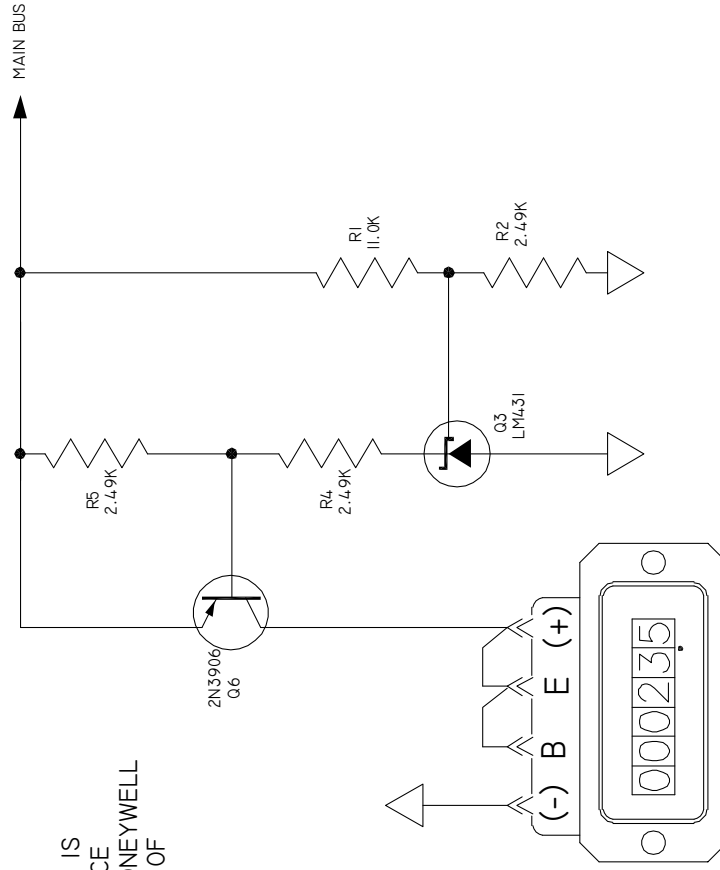 MAIN BUS
R1
11.0K
R2
2.49K
R5
2.49K
R4
2.49K
Q3
LM431
2N3906
Q6
IS
CE
NEYWELL
OF
(-) B E (+)
000235